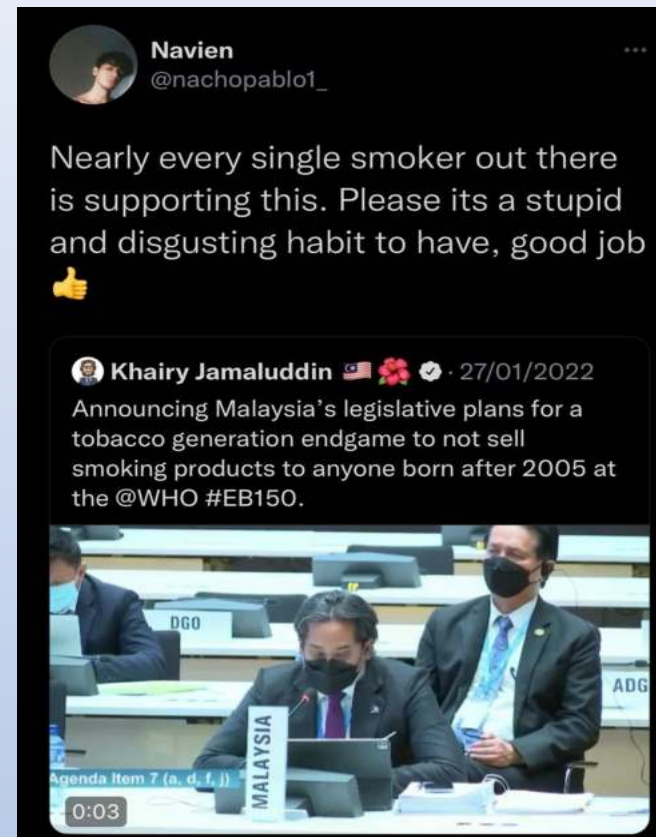 Navien
@nachopablo1_
Nearly every single smoker out there
is supporting this. Please its a stupid
and disgusting habit to have, good job
👍
Khairy Jamaluddin 🇲🇾 🌺 · 27/01/2022
Announcing Malaysia's legislative plans for a
tobacco generation endgame to not sell
smoking products to anyone born after 2005 at
the @WHO #EB150.
DGO
ADG
MALAYSIA
Agenda Item 7 (a, d, f, j)
0:03